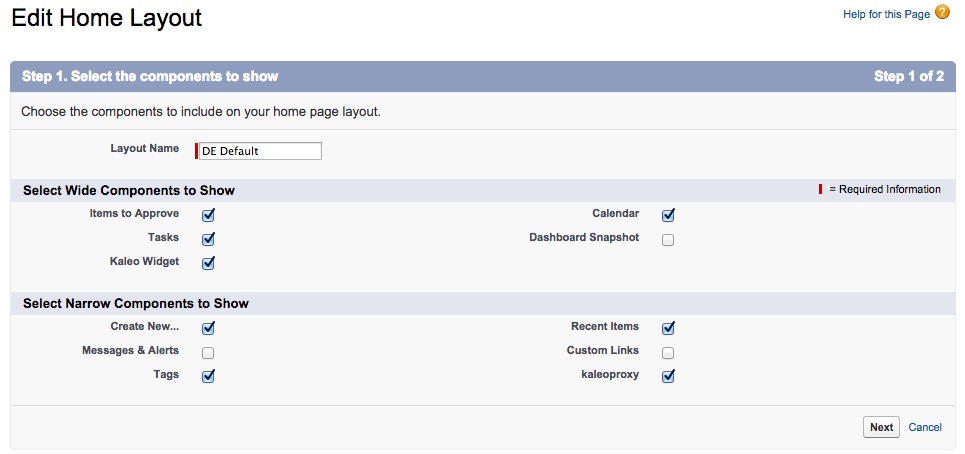 Edit Home Layout
Help for this Page ?
Step 1. Select the components to show Step 1 of 2
Choose the components to include on your home page layout.
Layout Name DE Default
Select Wide Components to Show = Required Information
Items to Approve Calendar
Tasks Dashboard Snapshot
Kaleo Widget
Select Narrow Components to Show
Create New... Recent Items
Messages & Alerts Custom Links
Tags kaleoproxy
Next Cancel